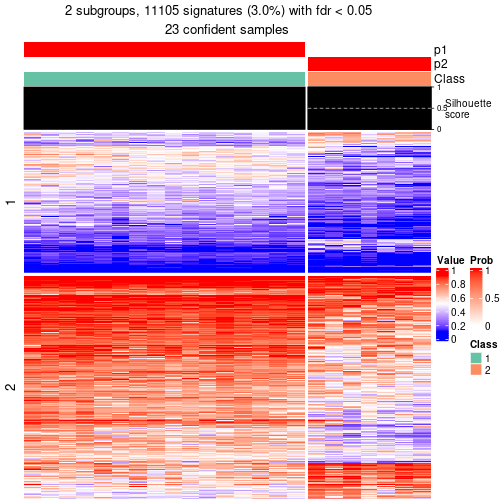 2 subgroups, 11105 signatures (3.0%) with fdr < 0.05
23 confident samples
p1
p2
Class
1
0.5
0
Silhouette
score
1
2
Value
1
0.8
0.6
0.4
0.2
0
Prob
1
0.5
0
Class
1
2